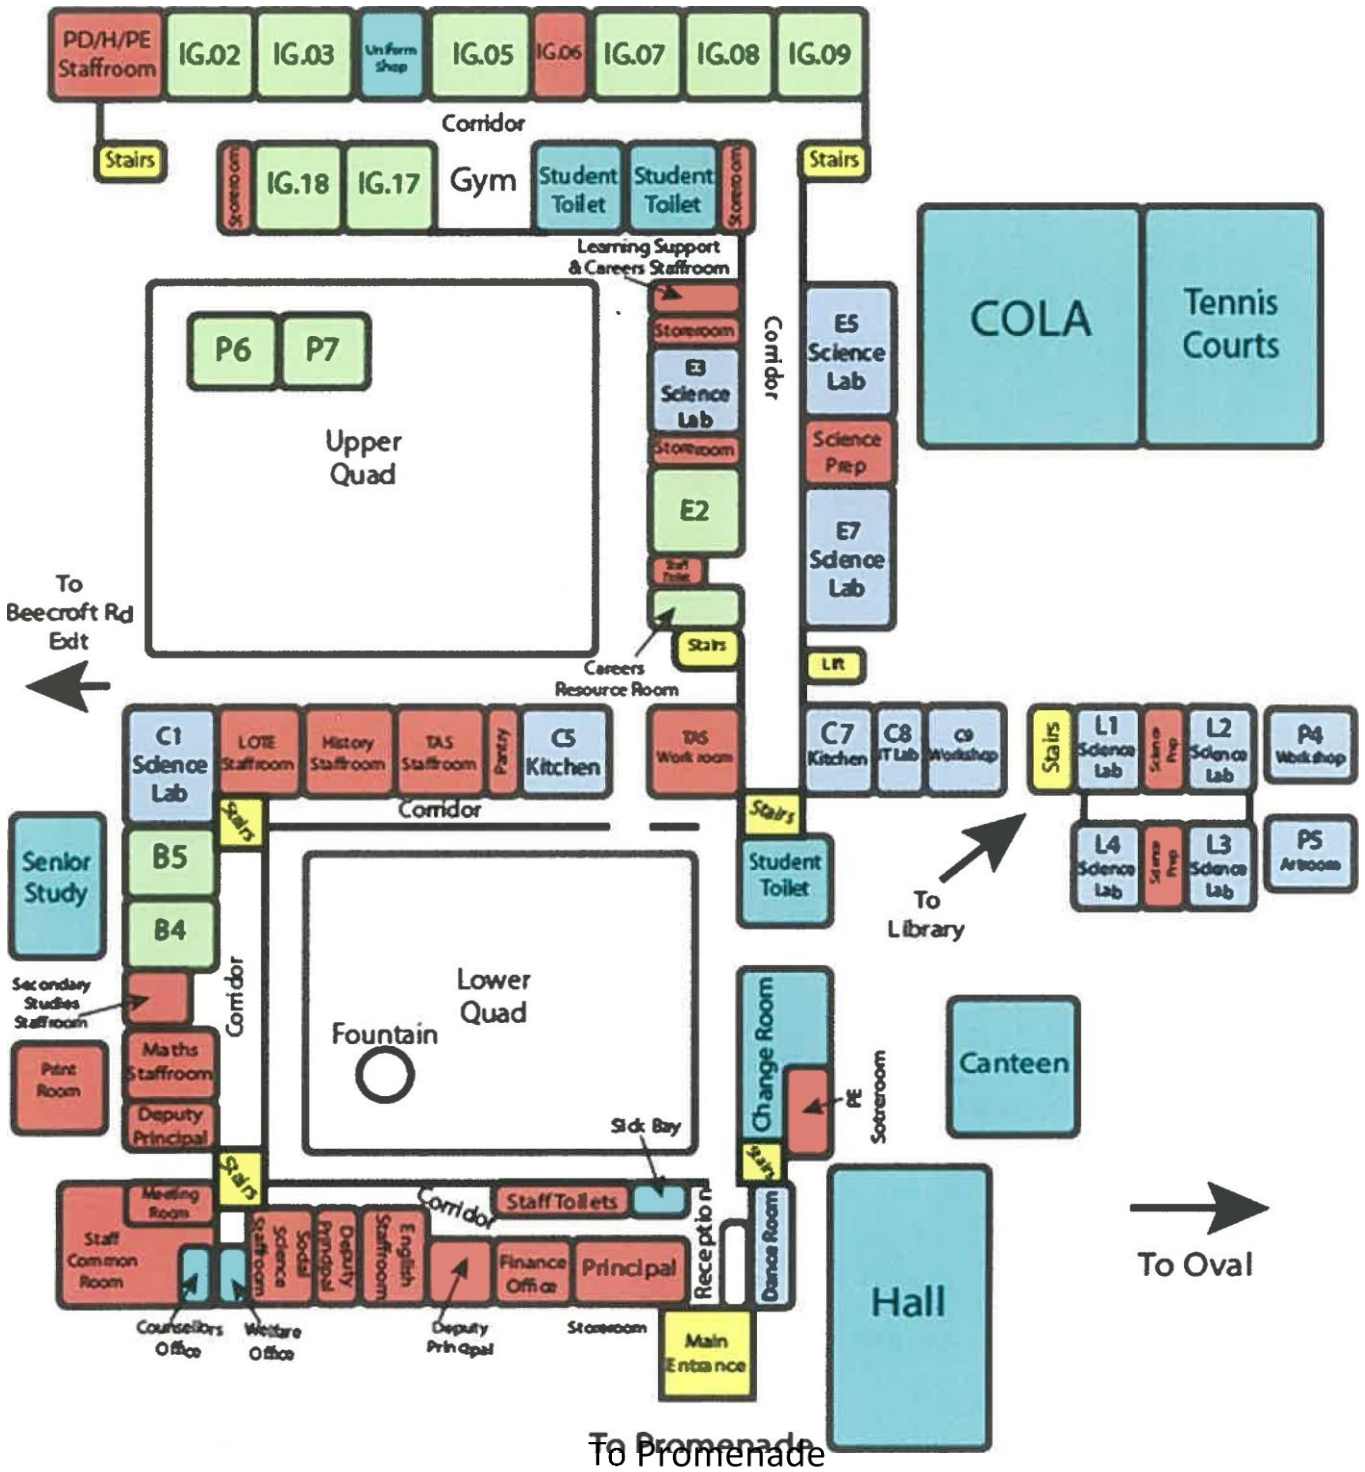 PD/H/PE
Staffroom
IG.02
IG.03
Uniform
Shop
IG.05
IG.06
IG.07
IG.08
IG.09
Corridor
Stairs
Storeroom
IG.18
IG.17
Gym
Student
Toilet
Student
Toilet
Storeroom
Stairs
Learning Support
& Careers Staffroom
Storeroom
E3
Science
Lab
Storeroom
E2
Staff
Toilet
Careers
Resource Room
Stairs
Corridor
E5
Science
Lab
Science
Prep
E7
Science
Lab
Lift
COLA
Tennis
Courts
P6
P7
Upper
Quad
To
Beecroft Rd
Exit
C1
Science
Lab
LOTE
Staffroom
History
Staffroom
TAS
Staffroom
Pantry
C5
Kitchen
TAS
Work room
C7
Kitchen
C8
IT Lab
C9
Workshop
Stairs
L1
Science
Lab
Science
Prep
L2
Science
Lab
P4
Workshop
Stairs
Corridor
Stairs
L4
Science
Lab
Science
Prep
L3
Science
Lab
P5
Artroom
To
Library
Senior
Study
B5
B4
Student
Toilet
Secondary
Studies
Staffroom
Corridor
Lower
Quad
Fountain
Print
Room
Maths
Staffroom
Deputy
Principal
Change Room
PE
Sotreroom
Canteen
Stairs
Sick Bay
Stairs
Meeting
Room
Staff
Common
Room
Social
Science
Staffroom
Deputy
Principal
English
Staffroom
Corridor
Staff Toilets
Finance
Office
Principal
Reception
Dance Room
Hall
To Oval
Counsellors
Office
Welfare
Office
Deputy
Principal
Storeroom
Main
Entrance
To Promenade
To Promenade